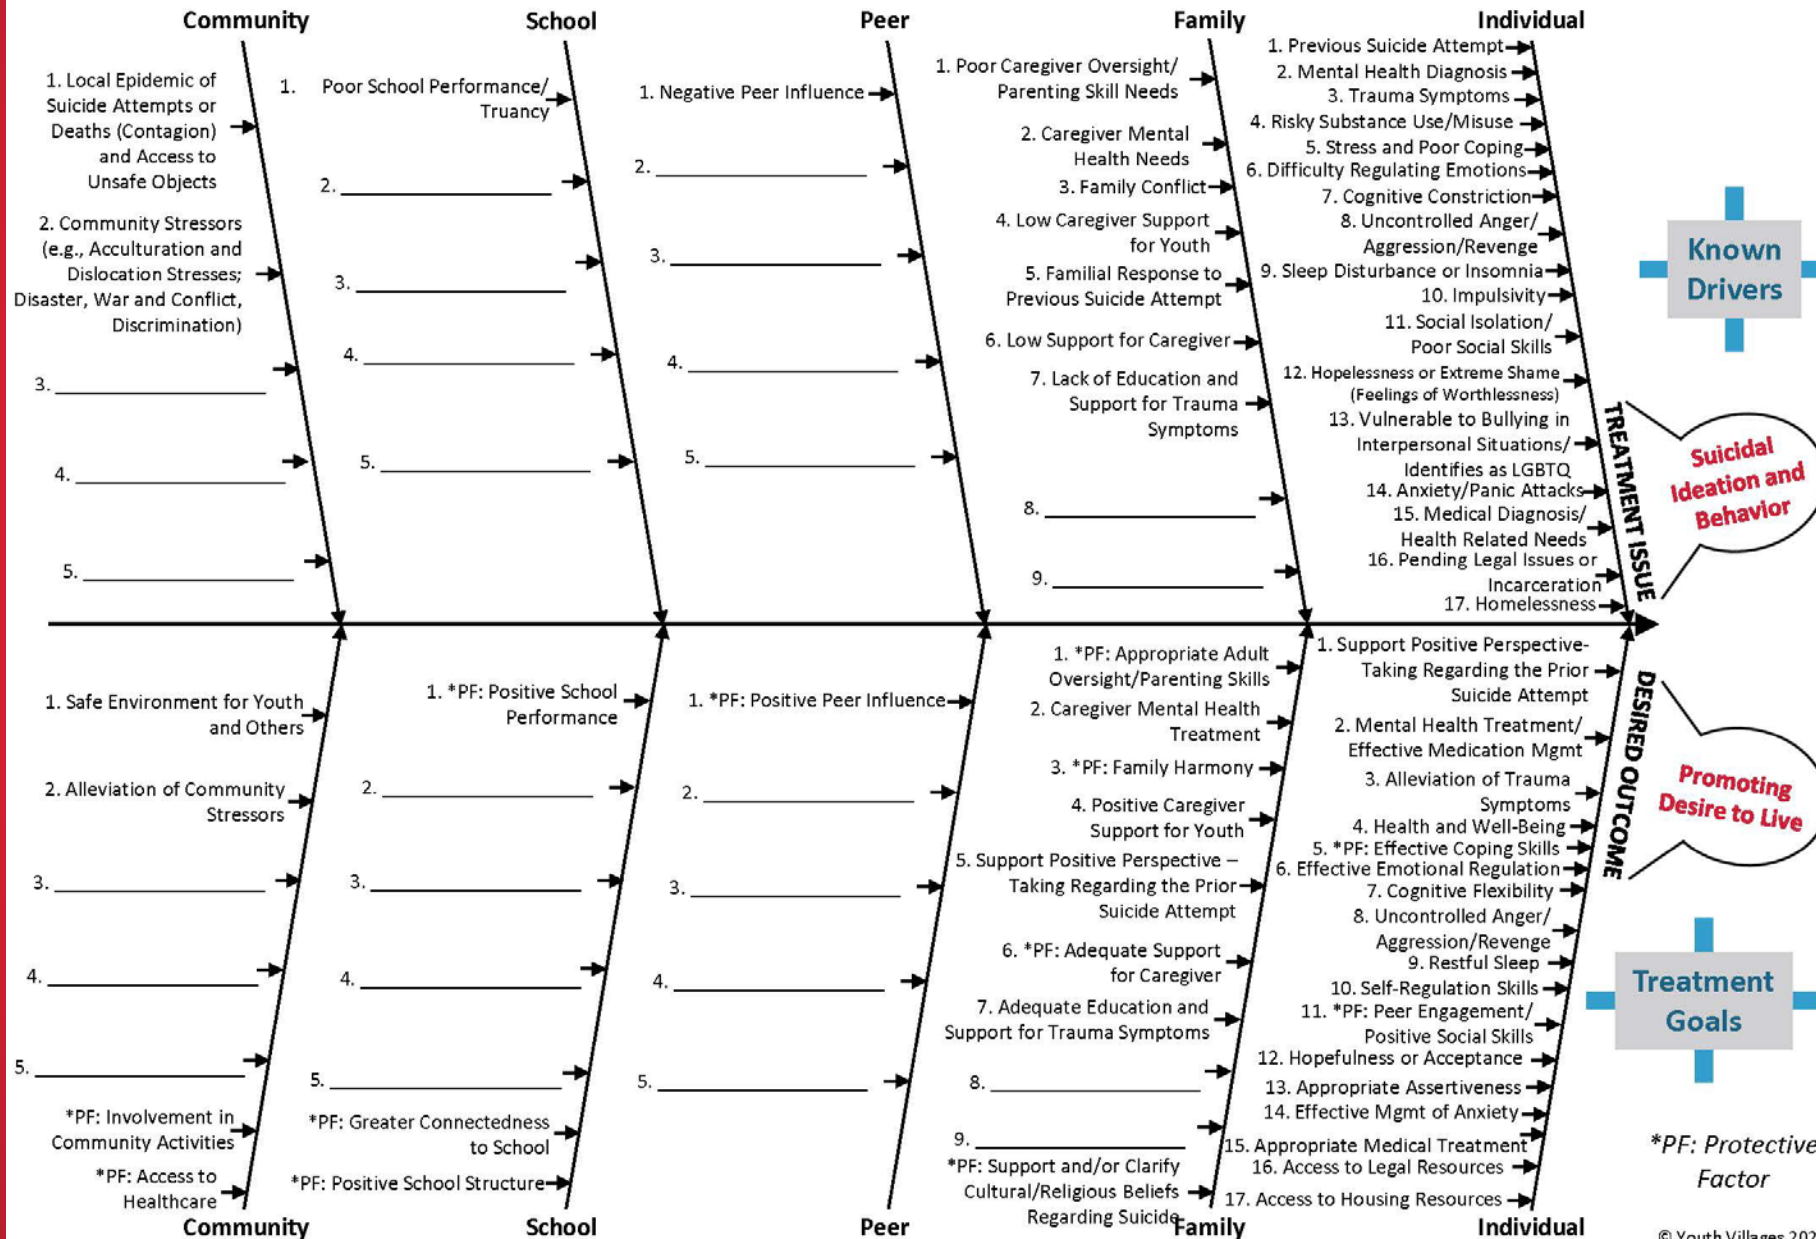 Community
School
Peer
Family
Individual
1. Local Epidemic of
Suicide Attempts or
Deaths (Contagion)
and Access to
Unsafe Objects
2. Community Stressors
(e.g., Acculturation and
Dislocation Stresses;
Disaster, War and Conflict,
Discrimination)
3.
4.
5.
1. Poor School Performance/
Truancy
2.
3.
4.
5.
1. Negative Peer Influence
2.
3.
4.
5.
1. Poor Caregiver Oversight/
Parenting Skill Needs
2. Caregiver Mental
Health Needs
3. Family Conflict
4. Low Caregiver Support
for Youth
5. Familial Response to
Previous Suicide Attempt
6. Low Support for Caregiver
7. Lack of Education and
Support for Trauma
Symptoms
8.
9.
1. Previous Suicide Attempt
2. Mental Health Diagnosis
3. Trauma Symptoms
4. Risky Substance Use/Misuse
5. Stress and Poor Coping
6. Difficulty Regulating Emotions
7. Cognitive Constriction
8. Uncontrolled Anger/
Aggression/Revenge
9. Sleep Disturbance or Insomnia
10. Impulsivity
11. Social Isolation/
Poor Social Skills
12. Hopelessness or Extreme Shame
(Feelings of Worthlessness)
13. Vulnerable to Bullying in
Interpersonal Situations/
Identifies as LGBTQ
14. Anxiety/Panic Attacks
15. Medical Diagnosis/
Health Related Needs
16. Pending Legal Issues or
Incarceration
17. Homelessness
Known
Drivers
TREATMENT ISSUE
Suicidal
Ideation and
Behavior
1. Safe Environment for Youth
and Others
2. Alleviation of Community
Stressors
3.
4.
5.
*PF: Involvement in
Community Activities
*PF: Access to
Healthcare
1. *PF: Positive School
Performance
2.
3.
4.
5.
*PF: Greater Connectedness
to School
*PF: Positive School Structure
1. *PF: Positive Peer Influence
2.
3.
4.
5.
1. *PF: Appropriate Adult
Oversight/Parenting Skills
2. Caregiver Mental Health
Treatment
3. *PF: Family Harmony
4. Positive Caregiver
Support for Youth
5. Support Positive Perspective –
Taking Regarding the Prior
Suicide Attempt
6. *PF: Adequate Support
for Caregiver
7. Adequate Education and
Support for Trauma Symptoms
8.
9.
*PF: Support and/or Clarify
Cultural/Religious Beliefs
Regarding Suicide
1. Support Positive Perspective-
Taking Regarding the Prior
Suicide Attempt
2. Mental Health Treatment/
Effective Medication Mgmt
3. Alleviation of Trauma
Symptoms
4. Health and Well-Being
5. *PF: Effective Coping Skills
6. Effective Emotional Regulation
7. Cognitive Flexibility
8. Uncontrolled Anger/
Aggression/Revenge
9. Restful Sleep
10. Self-Regulation Skills
11. *PF: Peer Engagement/
Positive Social Skills
12. Hopefulness or Acceptance
13. Appropriate Assertiveness
14. Effective Mgmt of Anxiety
15. Appropriate Medical Treatment
16. Access to Legal Resources
17. Access to Housing Resources
DESIRED OUTCOME
Promoting
Desire to Live
Treatment
Goals
*PF: Protective
Factor
Community
School
Peer
Family
Individual
© Youth Villages